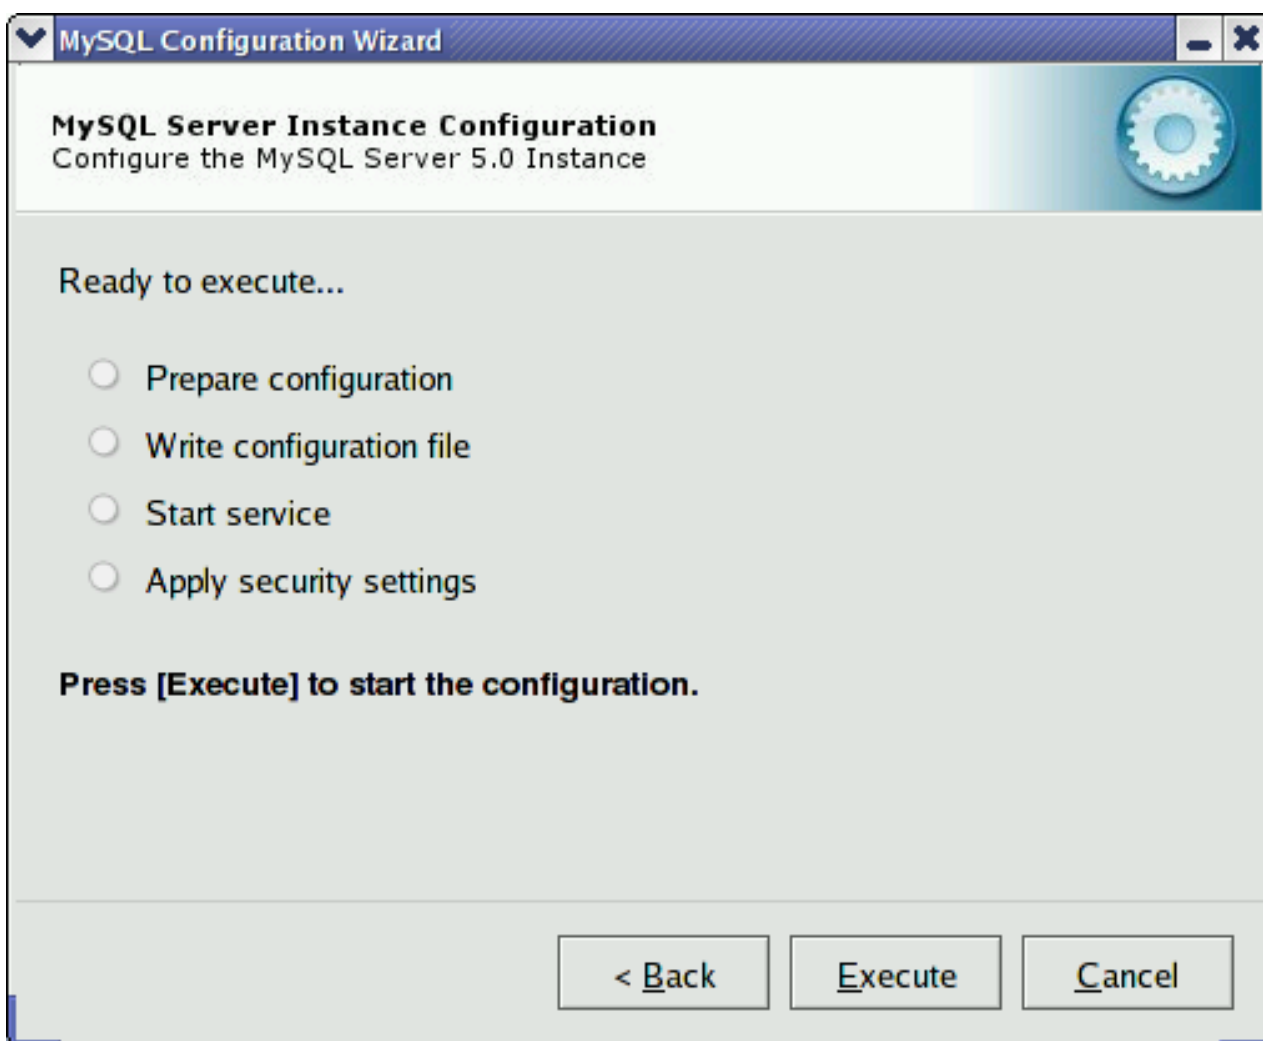 MySQL Configuration Wizard
MySQL Server Instance Configuration
Configure the MySQL Server 5.0 Instance
Ready to execute...
Prepare configuration
Write configuration file
Start service
Apply security settings
Press [Execute] to start the configuration.
< Back
Execute
Cancel